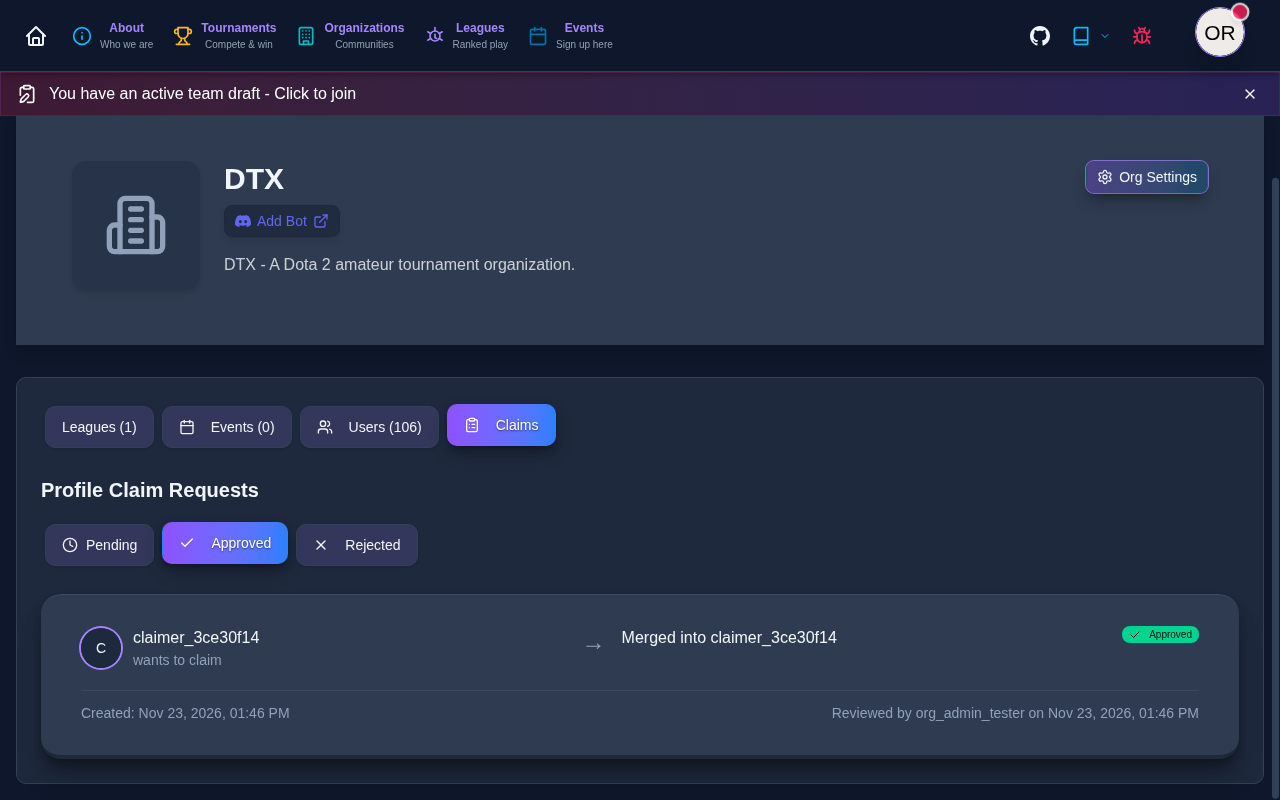 About
Who we are
Tournaments
Compete & win
Organizations
Communities
Leagues
Ranked play
Events
Sign up here
OR
You have an active team draft - Click to join
DTX
Add Bot
Org Settings
DTX - A Dota 2 amateur tournament organization.
Leagues (1)
Events (0)
Users (106)
Claims
Profile Claim Requests
Pending
Approved
Rejected
C
claimer_3ce30f14
wants to claim
→
Merged into claimer_3ce30f14
Approved
Created: Nov 23, 2026, 01:46 PM
Reviewed by org_admin_tester on Nov 23, 2026, 01:46 PM